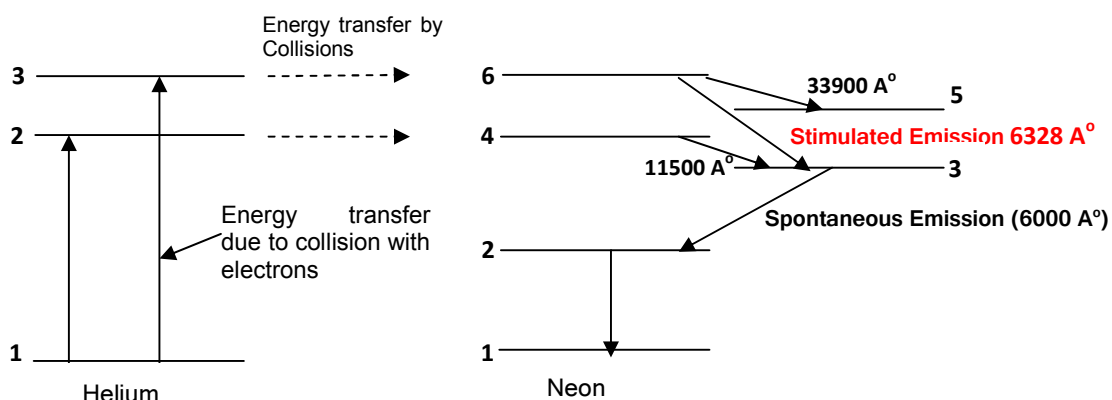 Energy transfer by
Collisions
3
6
33900 A°
5
2
4
Stimulated Emission 6328 A°
11500 A°
3
Energy transfer
due to collision with
electrons
Spontaneous Emission (6000 A°)
2
1
1
Helium
Neon